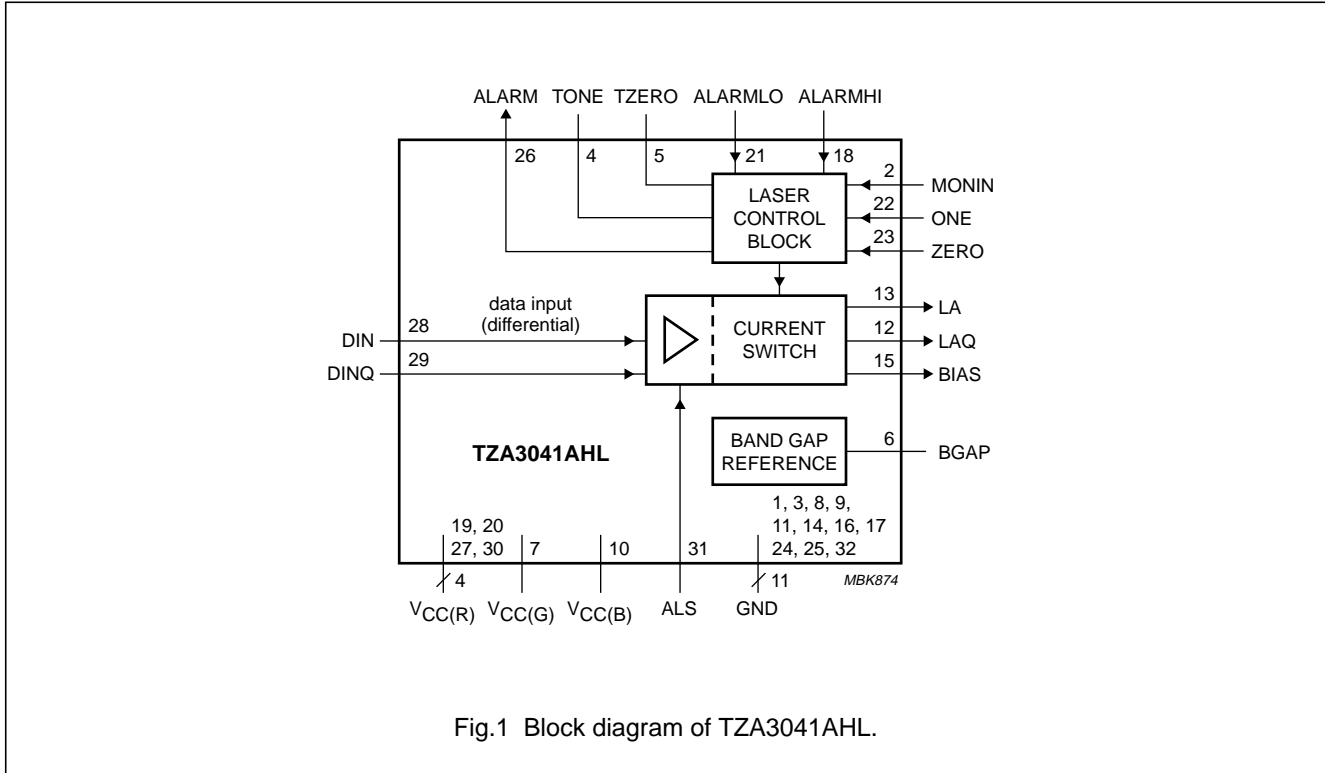 ALARM TONE TZERO ALARMLO ALARMHI
26 4 5 21 18
2 MONIN
LASER
CONTROL
BLOCK
22 ONE
23 ZERO
data input
(differential)
DIN 28
DINQ 29
CURRENT
SWITCH
13 LA
12 LAQ
15 BIAS
TZA3041AHL
BAND GAP
REFERENCE
6 BGAP
19, 20
27, 30 7 10 31
1, 3, 8, 9,
11, 14, 16, 17
24, 25, 32
4 11 MBK874
VCC(R) VCC(G) VCC(B) ALS GND
Fig.1 Block diagram of TZA3041AHL.